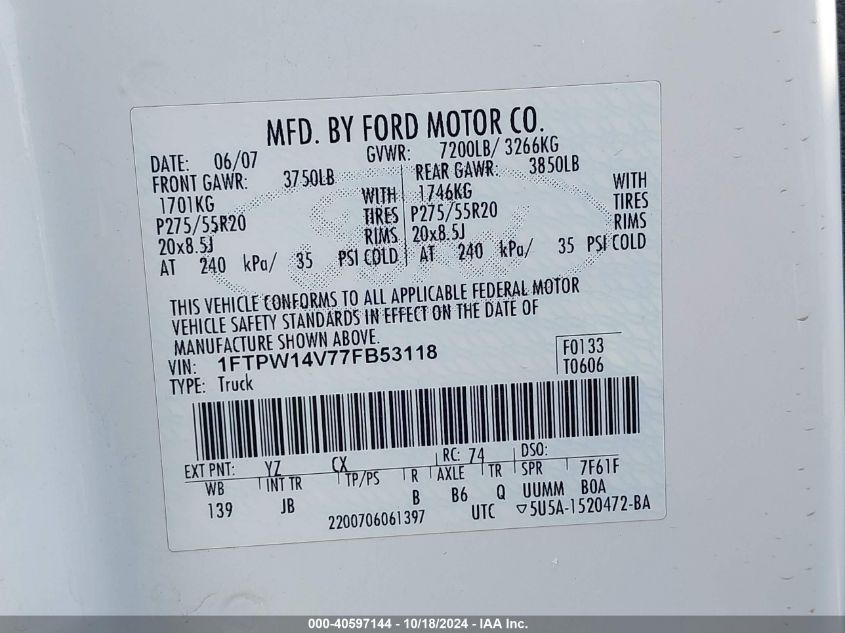 MFD. BY FORD MOTOR CO.
DATE: 06/07 GVWR: 7200LB/ 3266KG
FRONT GAWR: 3750LB REAR GAWR: 3850LB
1701KG WITH 1746KG WITH
P275/55R20 TIRES P275/55R20 TIRES
20x8.5J RIMS 20x8.5J RIMS
AT 240 kPa/ 35 PSI COLD AT 240 kPa/ 35 PSI COLD
THIS VEHICLE CONFORMS TO ALL APPLICABLE FEDERAL MOTOR
VEHICLE SAFETY STANDARDS IN EFFECT ON THE DATE OF
MANUFACTURE SHOWN ABOVE.
VIN: 1FTPW14V77FB53118 F0133
TYPE: Truck T0606
EXT PNT: YZ CX RC: 74 DSO:
WB INT TR TP/PS R AXLE TR SPR 7F61F
139 JB B B6 Q UUMM BOA
2200706061397 UTC ▽5U5A-1520472-BA
000-40597144 - 10/18/2024 - IAA Inc.